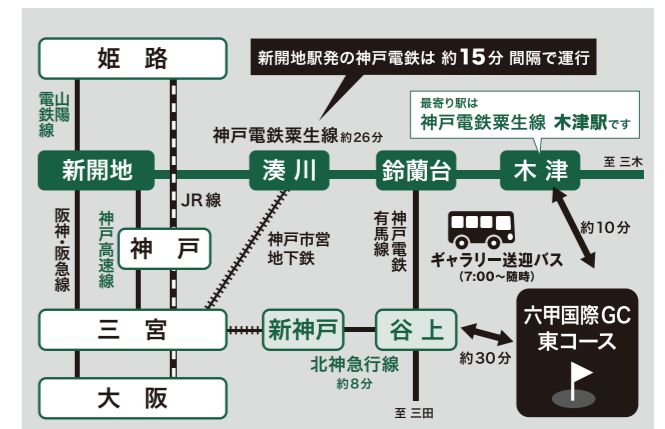 姫路
新開地駅発の神戸電鉄は 約15分 間隔で運行
山陽
電鉄線
最寄り駅は
神戸電鉄粟生線 木津駅です
神戸電鉄粟生線約26分
至 三木
新開地
湊川
鈴蘭台
木津
JR線
阪神・阪急線
神戸高速線
神戸
神戸市営
地下鉄
神戸電鉄
有馬線
ギャラリー送迎バス
(7:00〜随時)
約10分
三宮
新神戸
谷上
六甲国際GC
東コース
北神急行線
約8分
約30分
大阪
至 三田